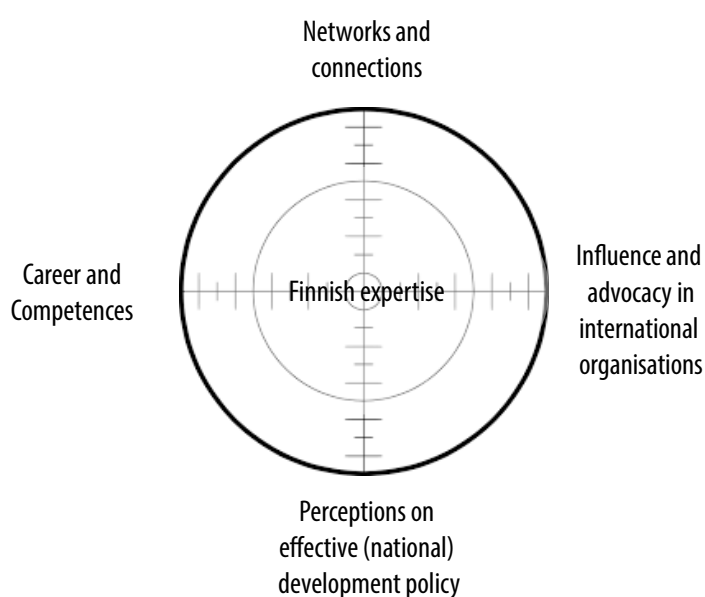 Networks and
connections
Career and
Competences
Finnish expertise
Influence and
advocacy in
international
organisations
Perceptions on
effective (national)
development policy